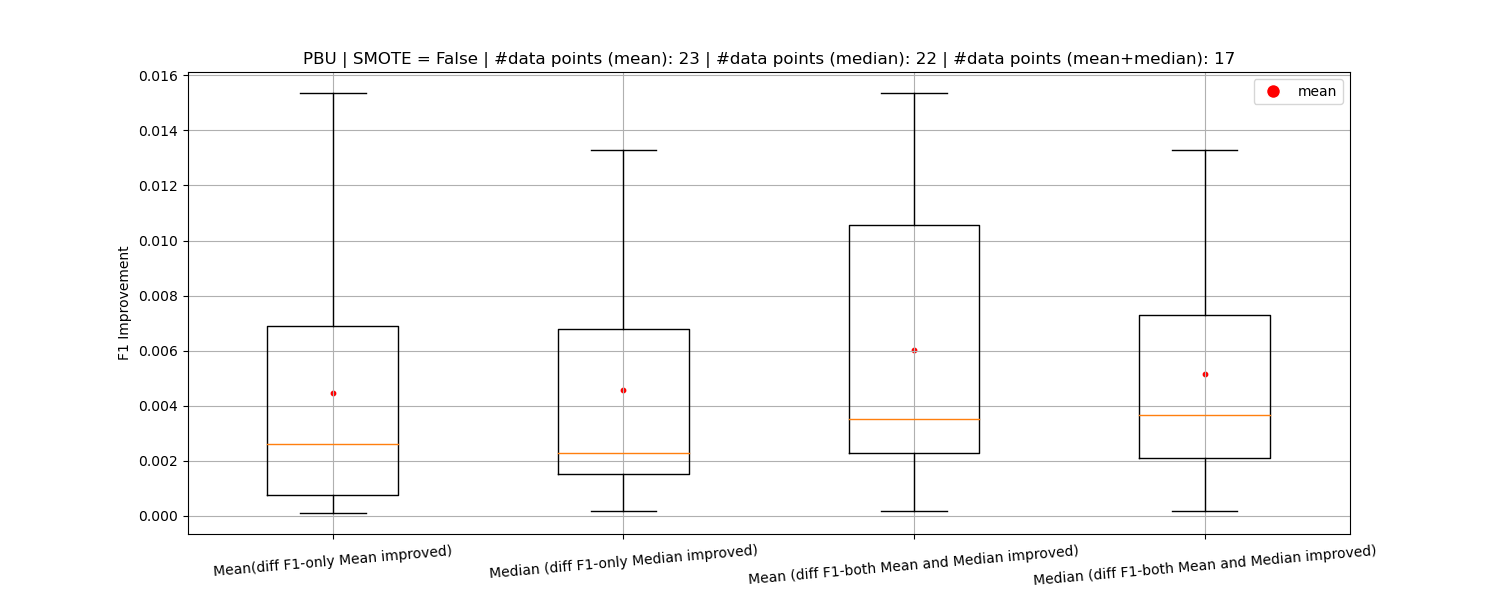 PBU | SMOTE = False | #data points (mean): 23 | #data points (median): 22 | #data points (mean+median): 17
mean
F1 Improvement
0.016
0.014
0.012
0.010
0.008
0.006
0.004
0.002
0.000
Mean(diff F1-only Mean improved)
Median (diff F1-only Median improved)
Mean (diff F1-both Mean and Median improved)
Median (diff F1-both Mean and Median improved)